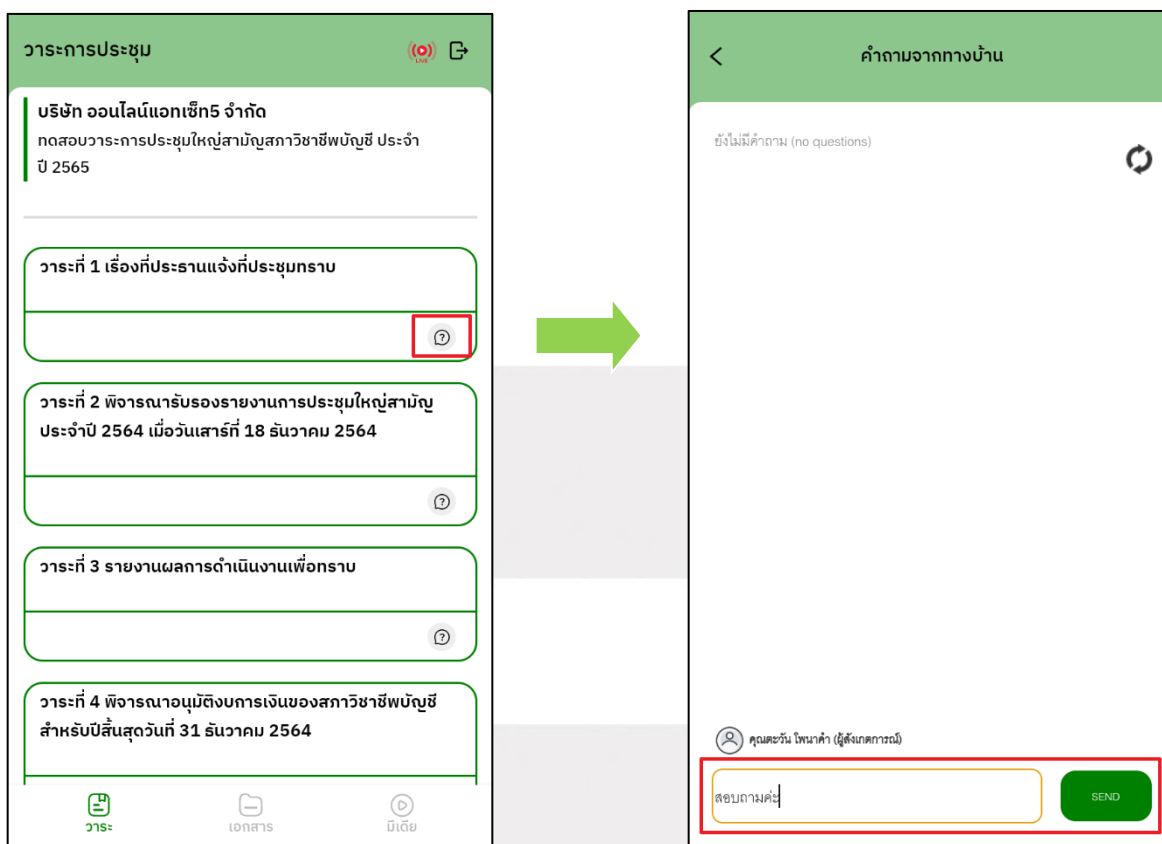 วาระการประชุม
LIVE
บริษัท ออนไลน์แอทเซ็ท5 จำกัด
ทดสอบวาระการประชุมใหญ่สามัญสภาวิชาชีพบัญชี ประจำ
ปี 2565
วาระที่ 1 เรื่องที่ประธานแจ้งที่ประชุมทราบ
วาระที่ 2 พิจารณารับรองรายงานการประชุมใหญ่สามัญ
ประจำปี 2564 เมื่อวันเสาร์ที่ 18 ธันวาคม 2564
วาระที่ 3 รายงานผลการดำเนินงานเพื่อทราบ
วาระที่ 4 พิจารณาอนุมัติงบการเงินของสภาวิชาชีพบัญชี
สำหรับปีสิ้นสุดวันที่ 31 ธันวาคม 2564
วาระ
เอกสาร
มีเดีย
คำถามจากทางบ้าน
ยังไม่มีคำถาม (no questions)
คุณตะวัน โพนาคำ (ผู้สังเกตการณ์)
สอบถามค่ะ
SEND